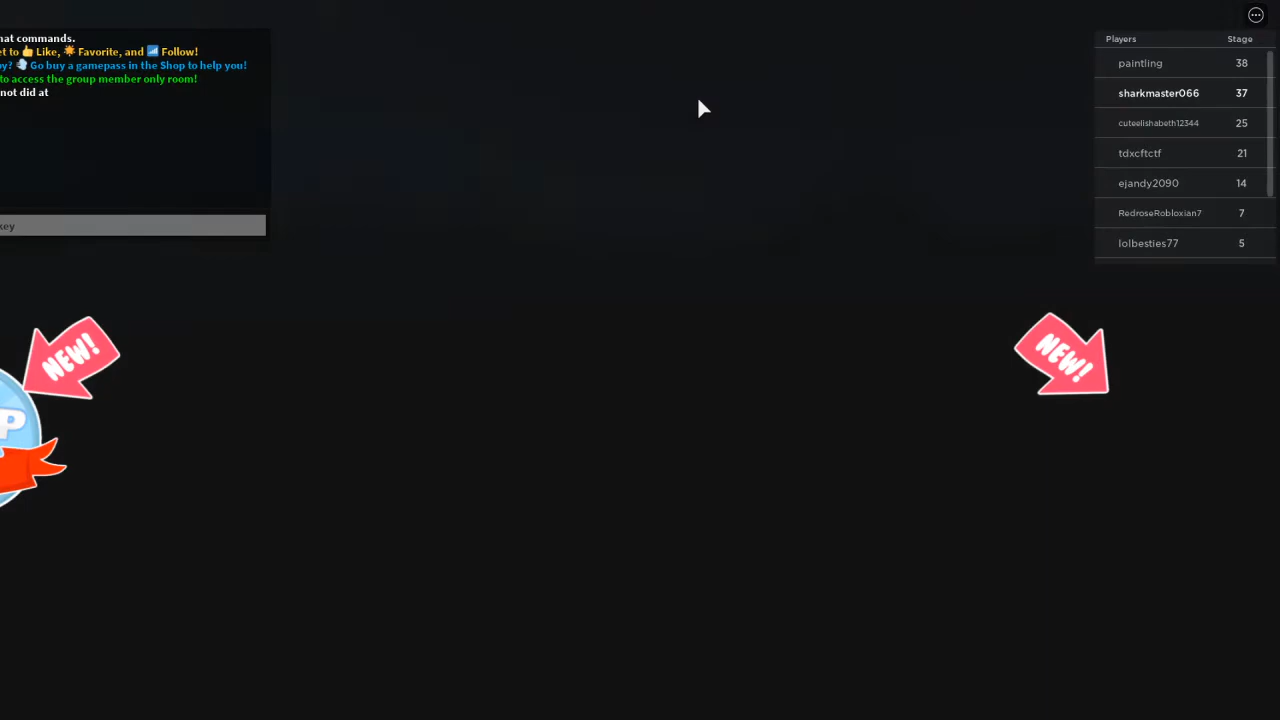 hat commands.
et to 👍 Like, 🌟 Favorite, and 📶 Follow!
oy? 💨 Go buy a gamepass in the Shop to help you!
to access the group member only room!
not did at
key
Players Stage
paintling 38
sharkmaster066 37
cuteelishabeth12344 25
tdxcftctf 21
ejandy2090 14
RedroseRobloxian7 7
lolbesties77 5
NEW!
NEW!
P